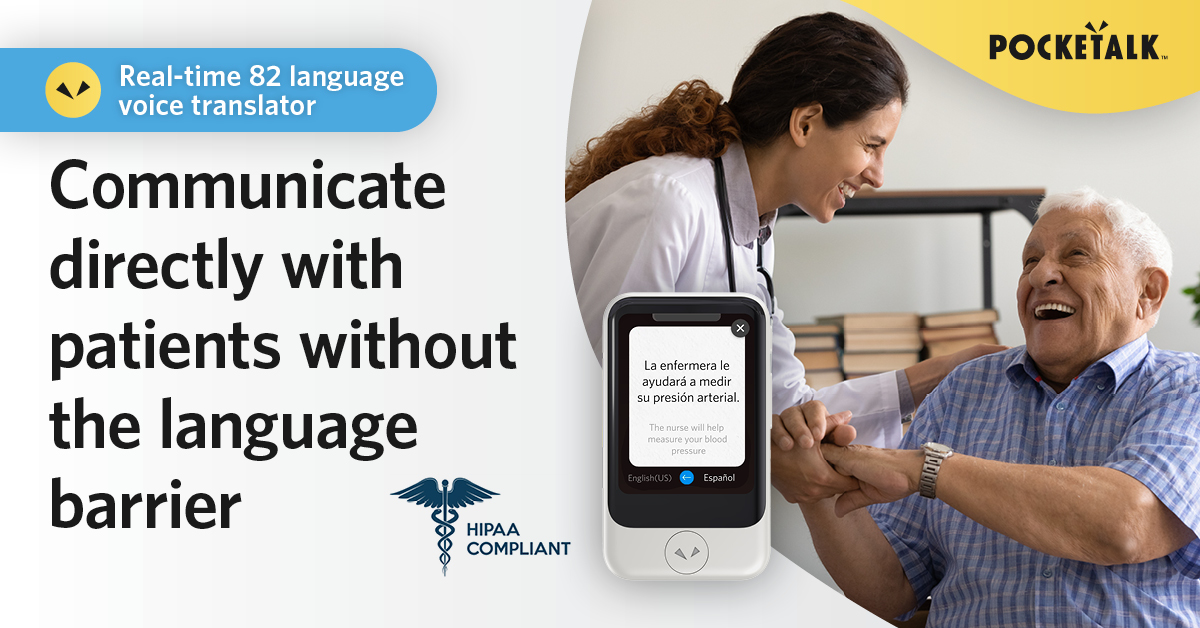 POCKETALK™
Real-time 82 language
voice translator
Communicate
directly with
patients without
the language
barrier
HIPAA
COMPLIANT
La enfermera le
ayudará a medir
su presión arterial.
The nurse will help
measure your blood
pressure
English(US)
Español